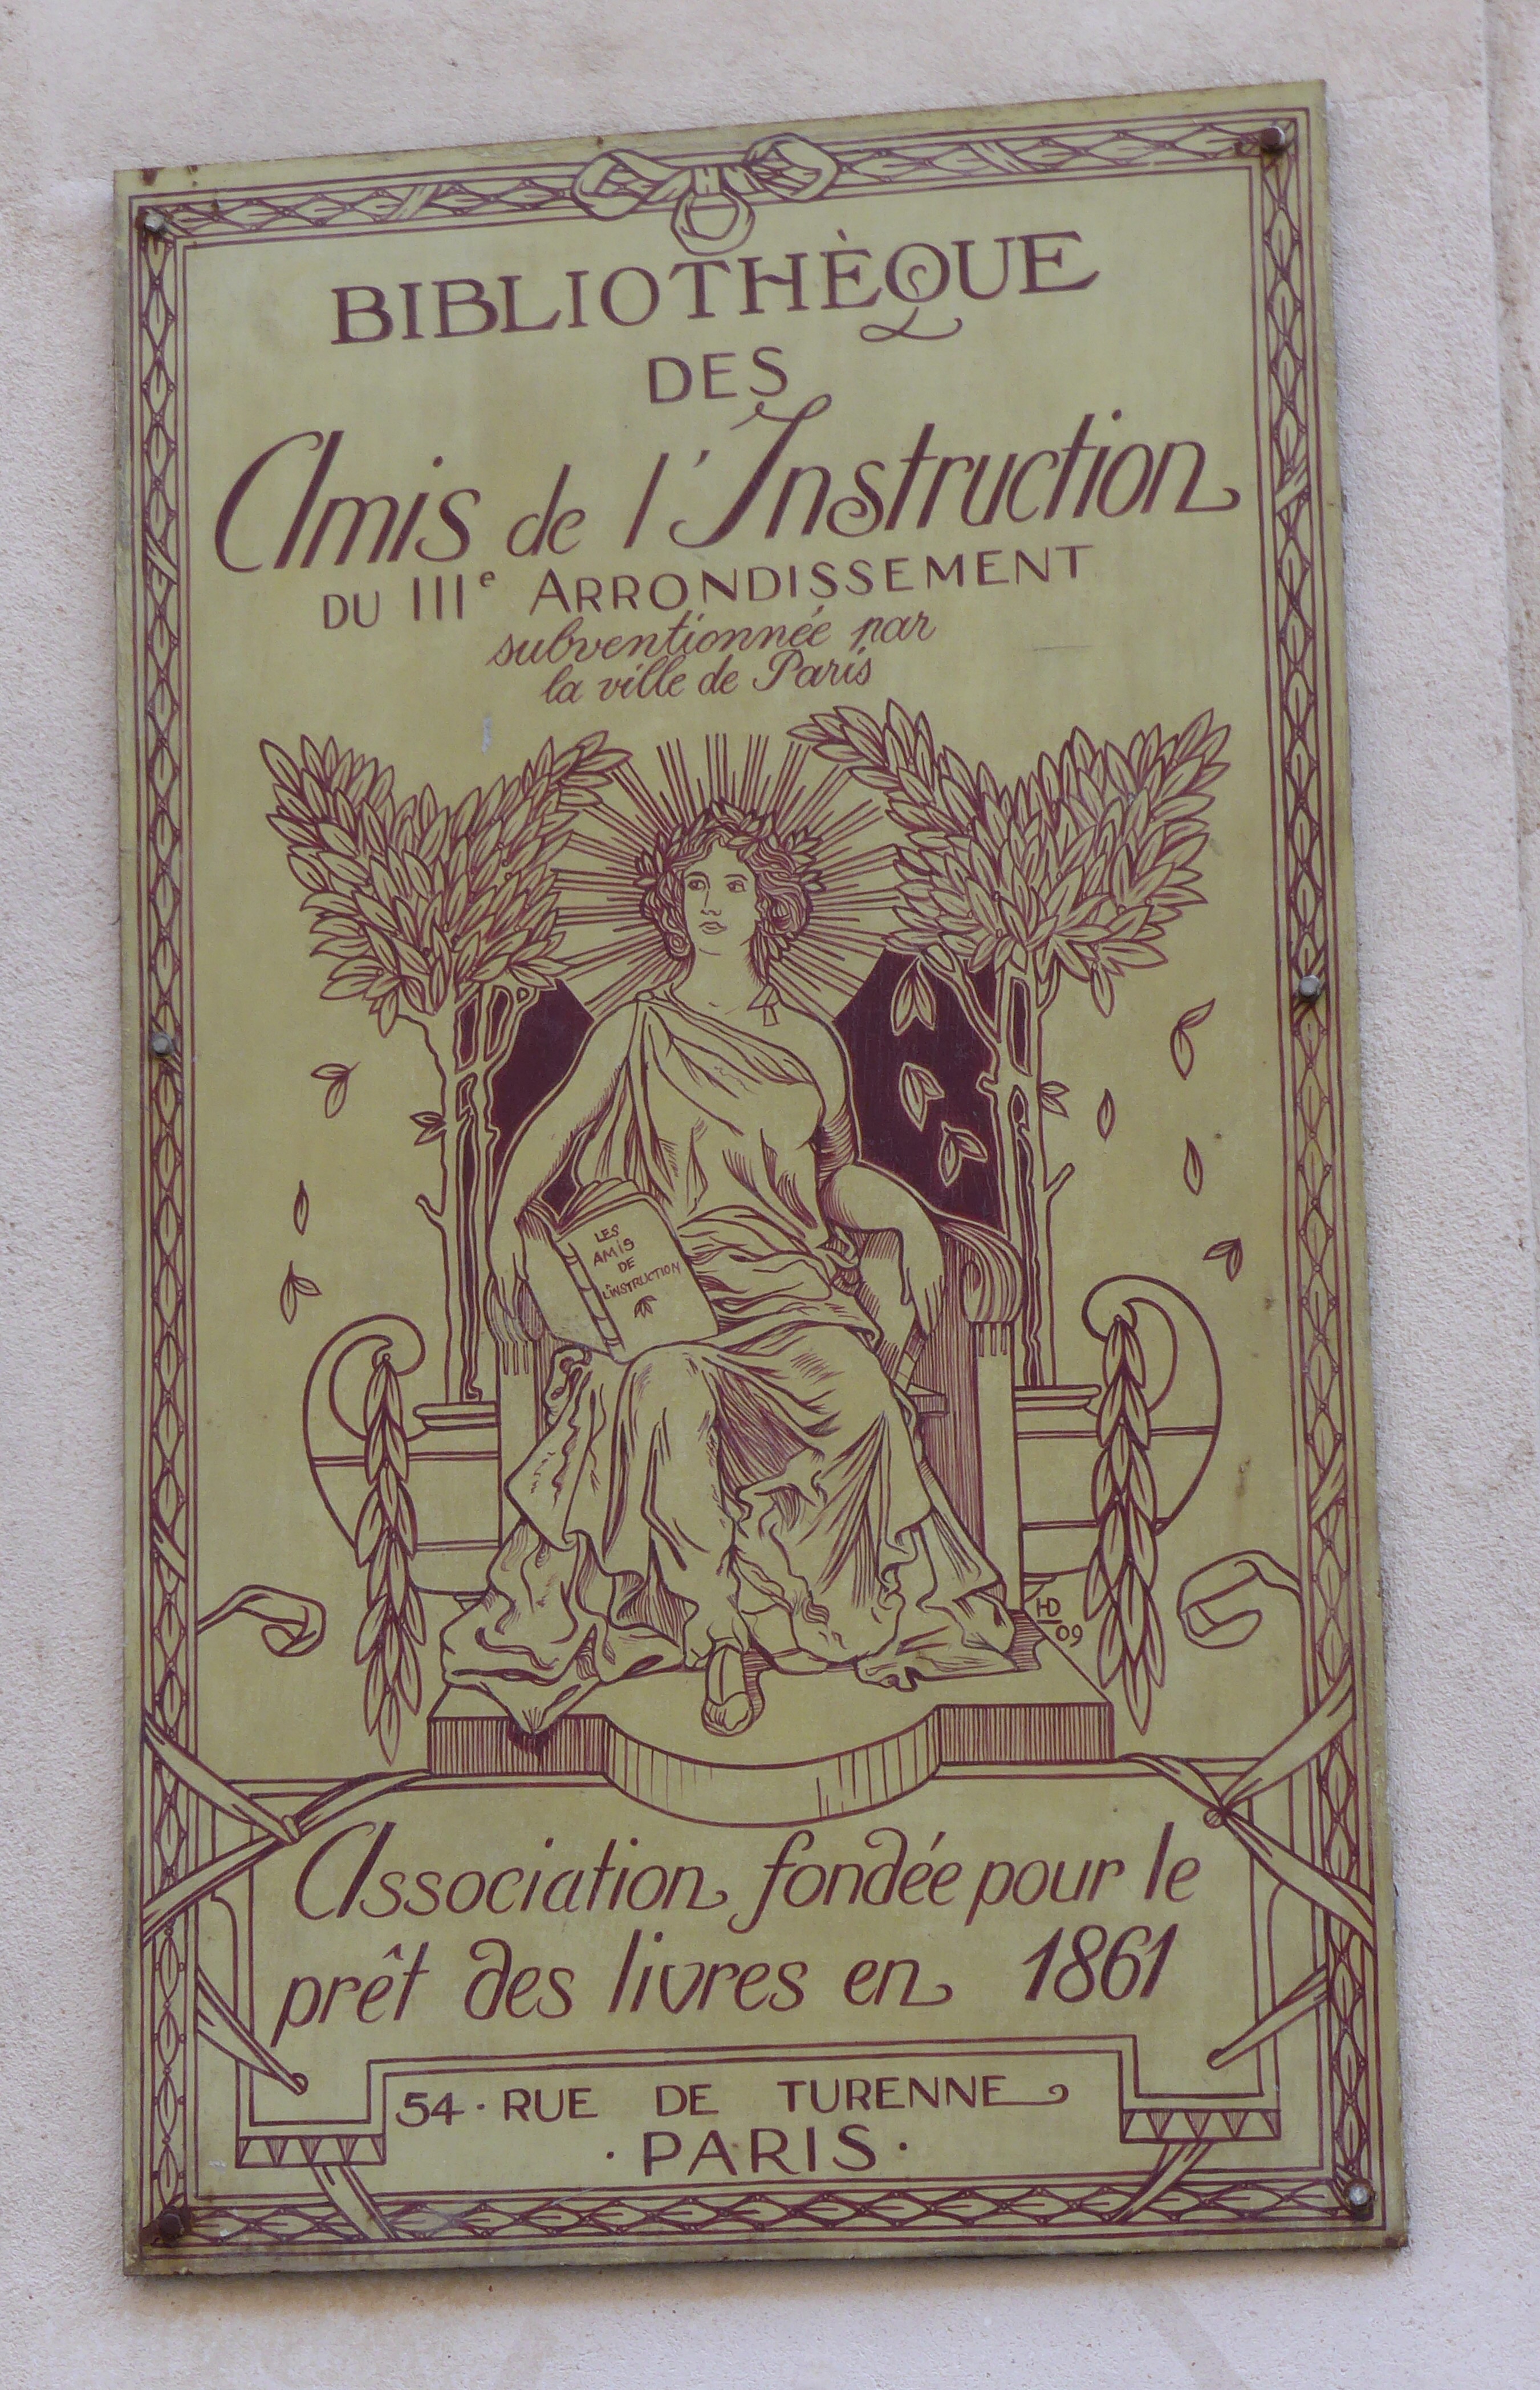 BIBLIOTHÈQUE
DES
Amis de l'Instruction
DU IIIe ARRONDISSEMENT
subventionnée par
la ville de Paris
LES
AMIS
DE
L'INSTRUCTION
HD
09
Association fondée pour le
prêt des livres en 1861
54 · RUE DE TURENNE
· PARIS ·